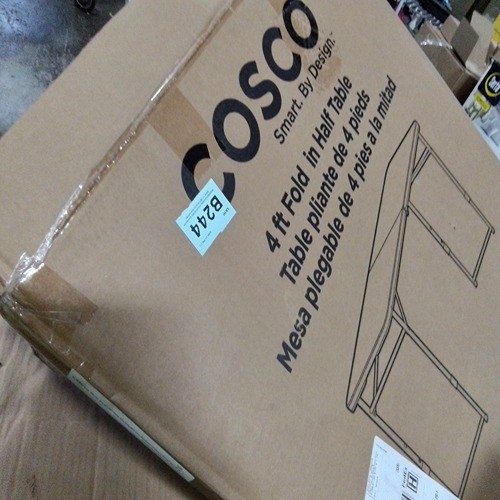 COSCO
Smart. By Design.™
4 ft Fold in Half Table
Table pliante de 4 pieds
Mesa plegable de 4 pies a la mitad
B244
H